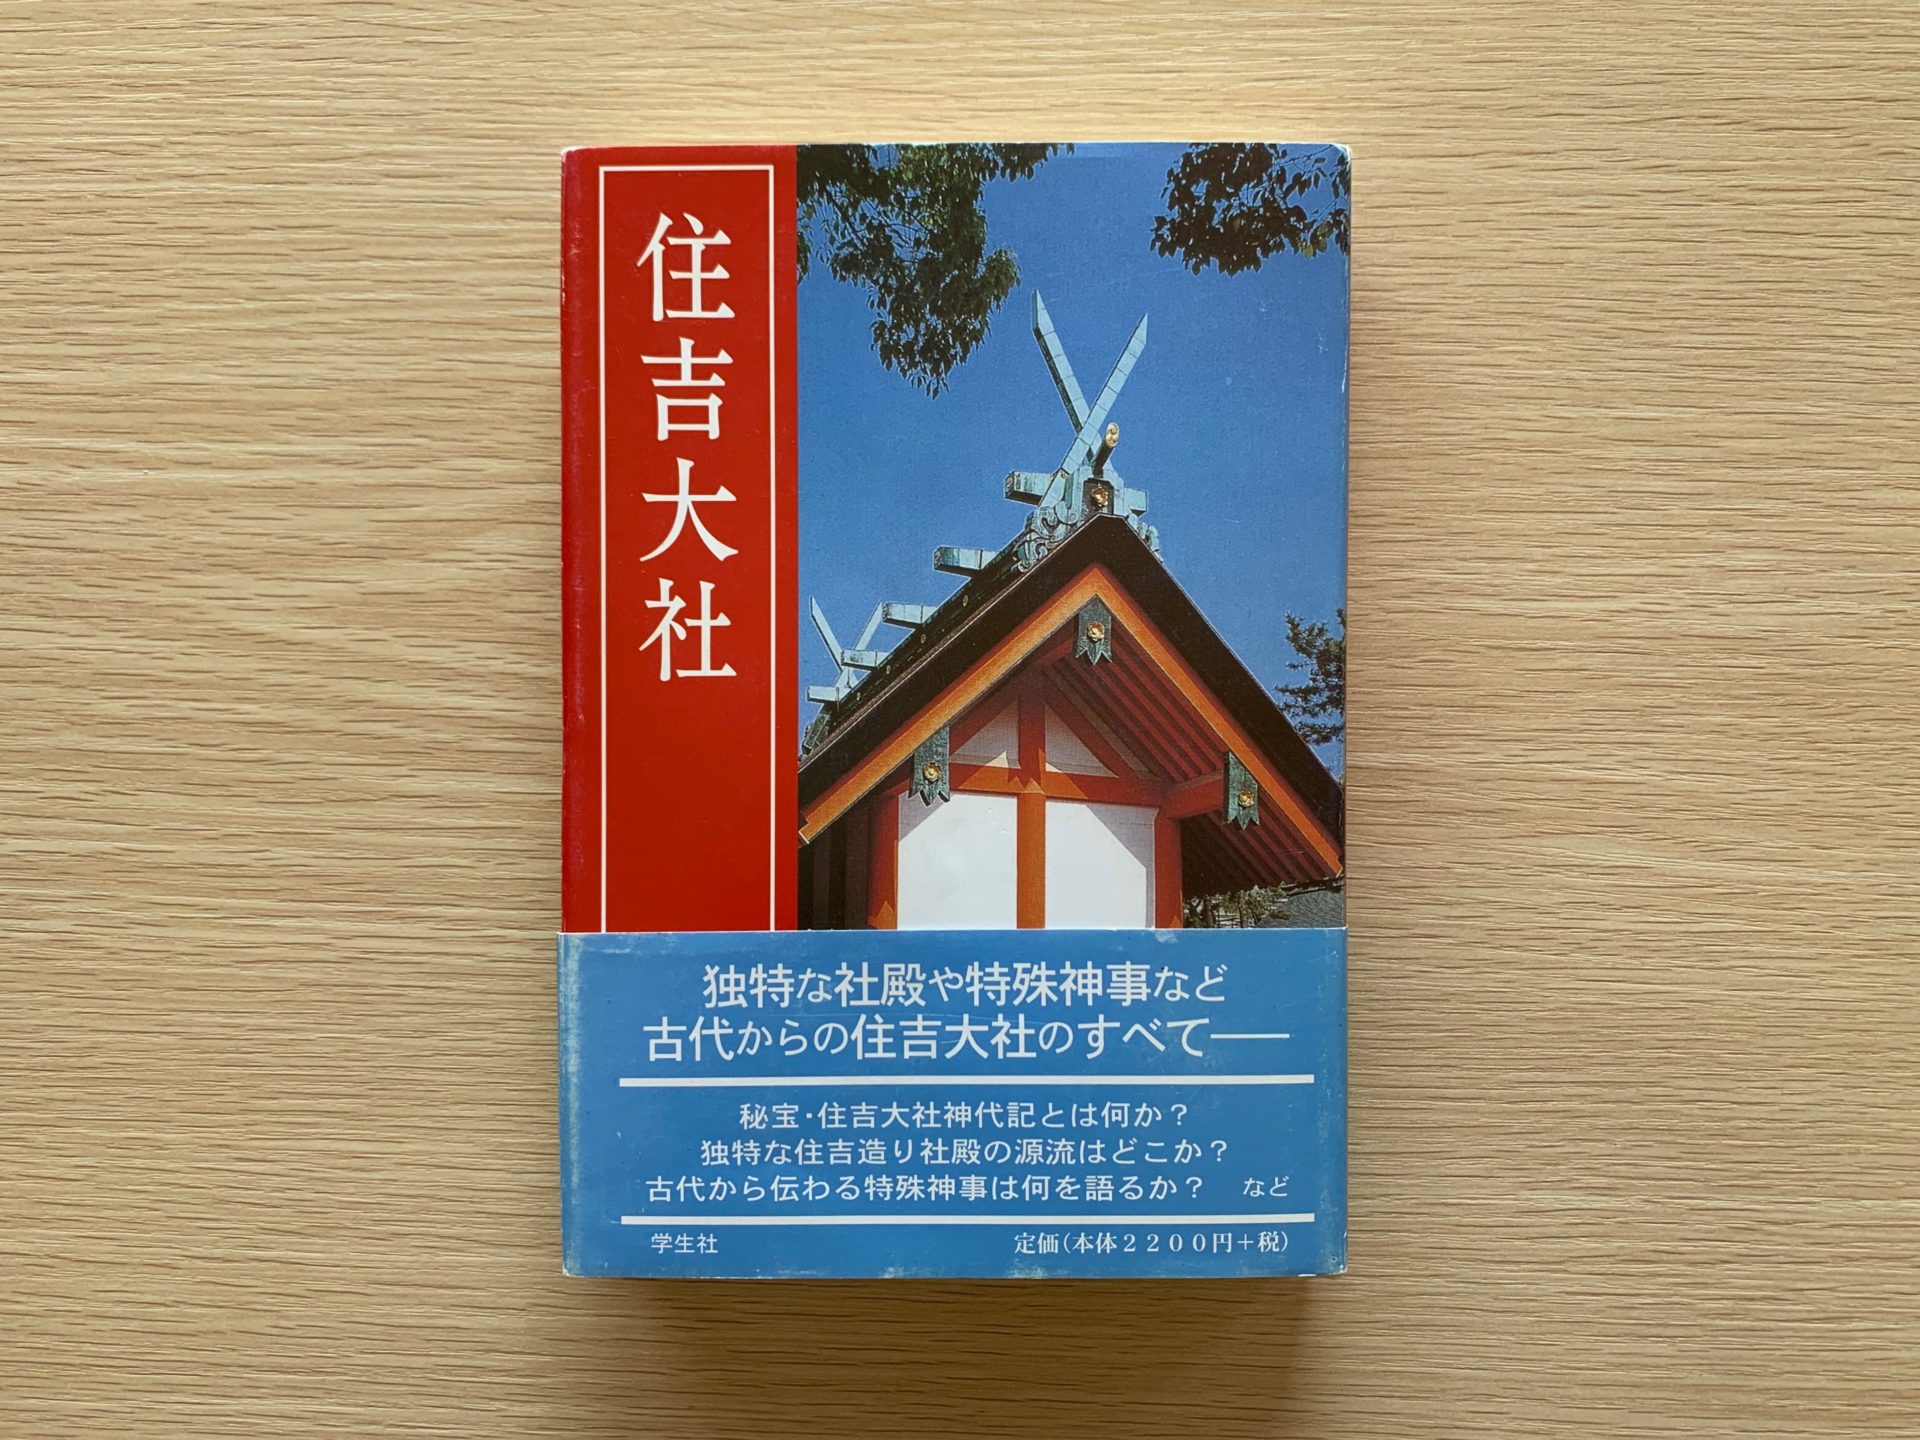 住吉大社
独特な社殿や特殊神事など
古代からの住吉大社のすべて――
秘宝・住吉大社神代記とは何か？
独特な住吉造り社殿の源流はどこか？
古代から伝わる特殊神事は何を語るか？　など
学生社
定価(本体２２００円＋税)